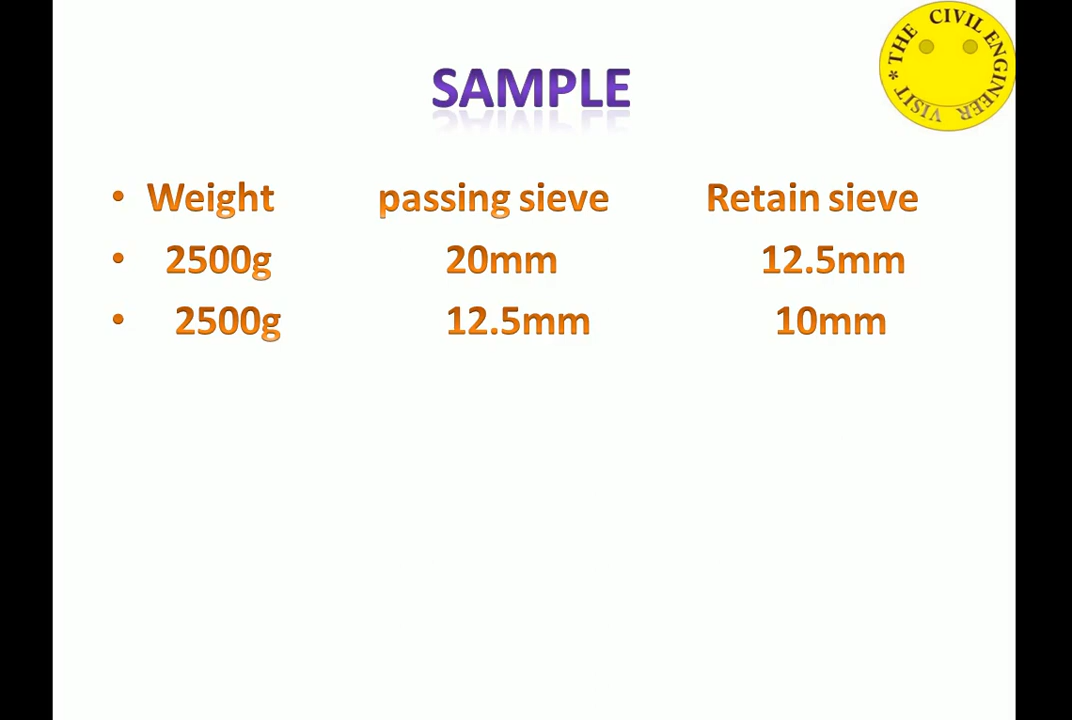 THE CIVIL ENGINEER VISIT *
SAMPLE
• Weight passing sieve Retain sieve
• 2500g 20mm 12.5mm
• 2500g 12.5mm 10mm